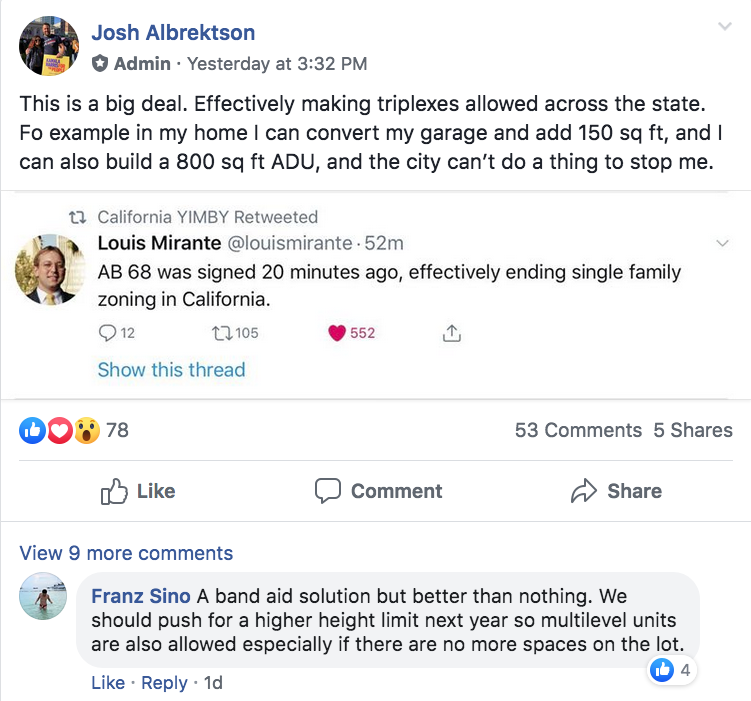 Josh Albrektson
Admin · Yesterday at 3:32 PM
This is a big deal. Effectively making triplexes allowed across the state.
Fo example in my home I can convert my garage and add 150 sq ft, and I
can also build a 800 sq ft ADU, and the city can’t do a thing to stop me.
California YIMBY Retweeted
Louis Mirante @louismirante · 52m
AB 68 was signed 20 minutes ago, effectively ending single family
zoning in California.
12 105 552
Show this thread
78 53 Comments 5 Shares
Like Comment Share
View 9 more comments
Franz Sino A band aid solution but better than nothing. We
should push for a higher height limit next year so multilevel units
are also allowed especially if there are no more spaces on the lot.
4
Like · Reply · 1d